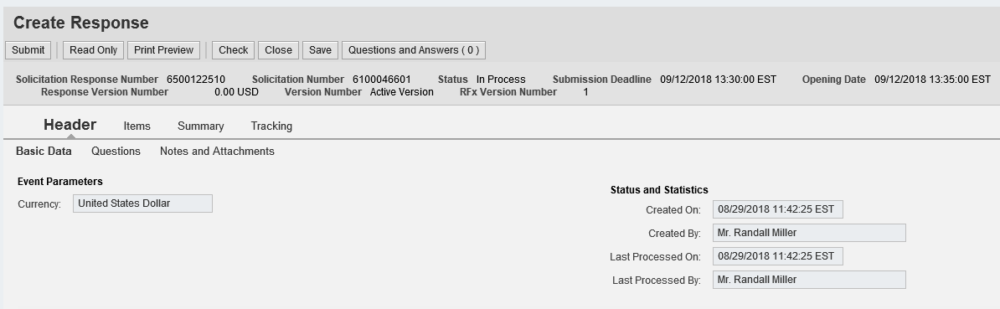 Create Response
Submit Read Only Print Preview Check Close Save Questions and Answers ( 0 )
Solicitation Response Number 6500122510 Solicitation Number 6100046601 Status In Process Submission Deadline 09/12/2018 13:30:00 EST Opening Date 09/12/2018 13:35:00 EST
Response Version Number 0.00 USD Version Number Active Version RFx Version Number 1
Header Items Summary Tracking
Basic Data Questions Notes and Attachments
Event Parameters
Currency: United States Dollar
Status and Statistics
Created On: 08/29/2018 11:42:25 EST
Created By: Mr. Randall Miller
Last Processed On: 08/29/2018 11:42:25 EST
Last Processed By: Mr. Randall Miller